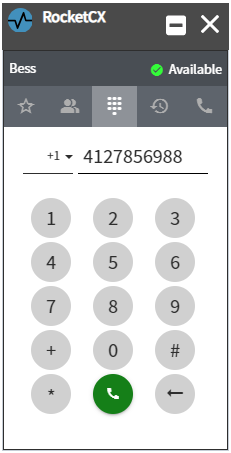 RocketCX
Bess Available
+1 4127856988
1 2 3
4 5 6
7 8 9
+ 0 #
*